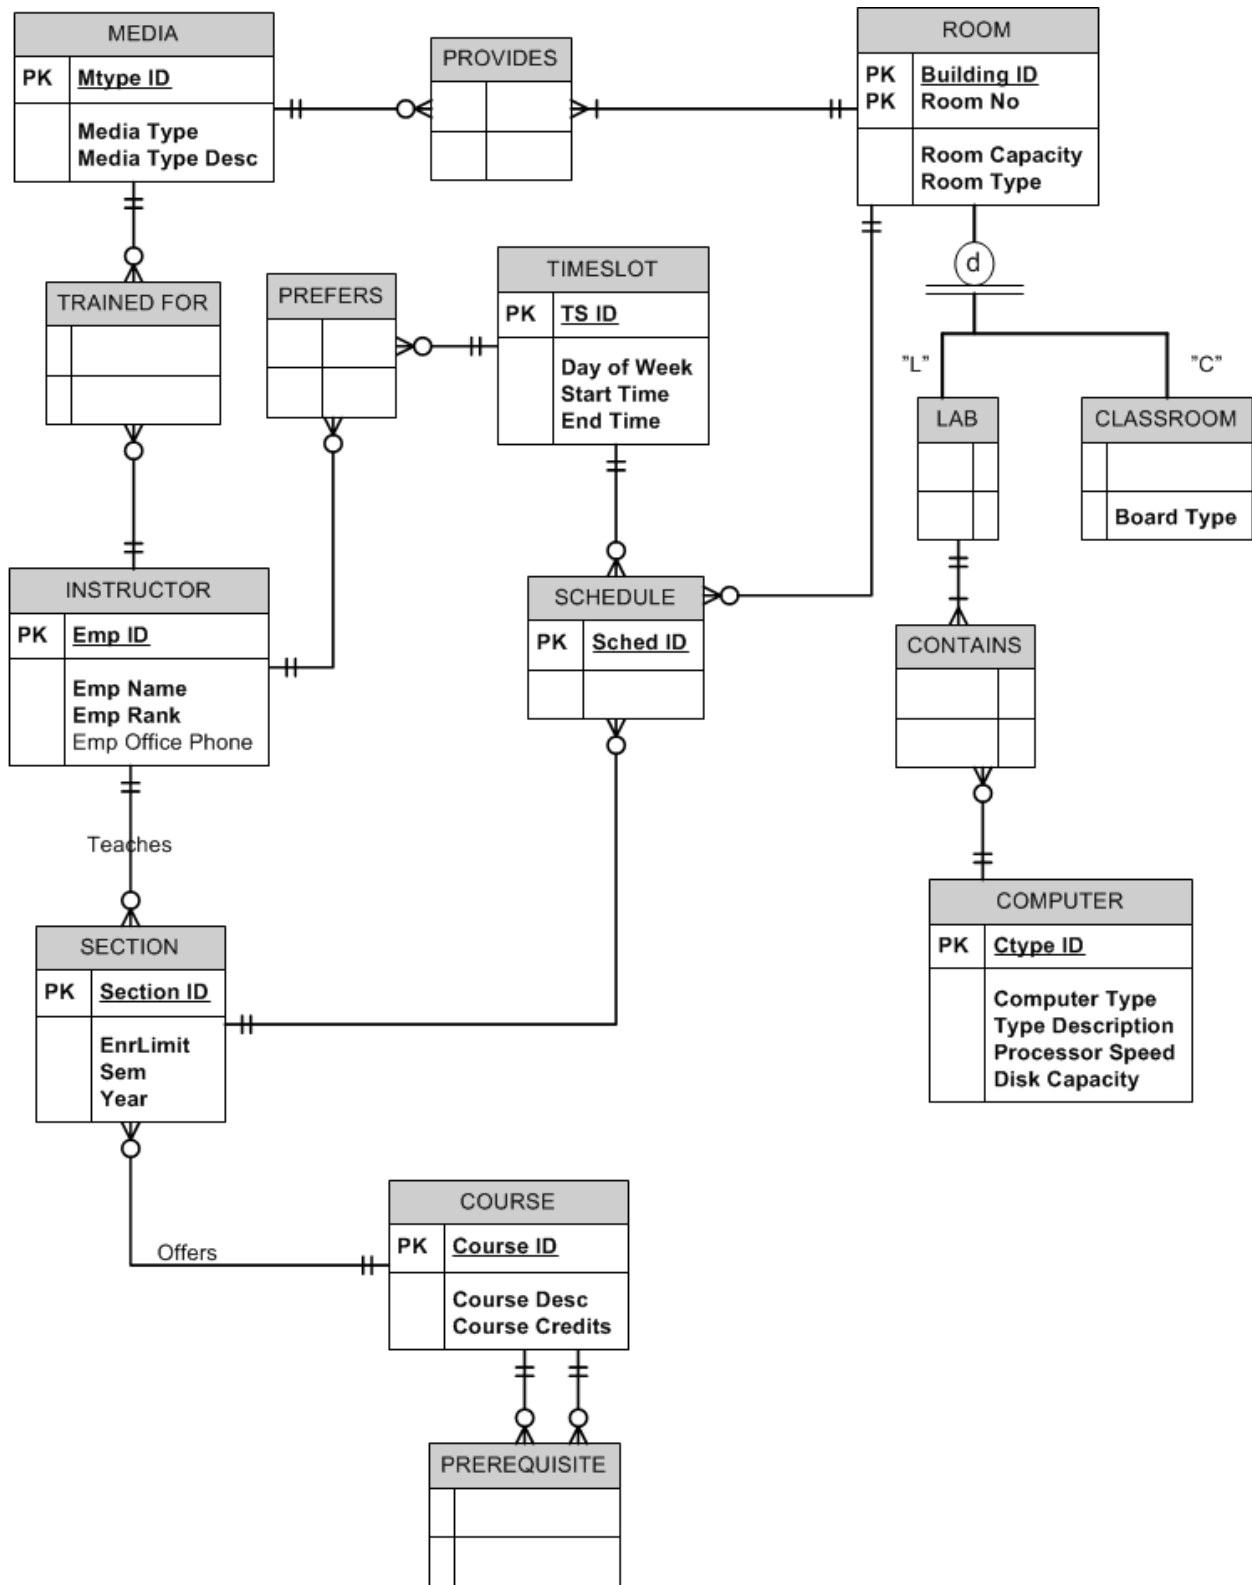 MEDIA
PK Mtype ID
Media Type
Media Type Desc
PROVIDES
ROOM
PK Building ID
PK Room No
Room Capacity
Room Type
d
"L"
"C"
TRAINED FOR
PREFERS
TIMESLOT
PK TS ID
Day of Week
Start Time
End Time
LAB
CLASSROOM
Board Type
INSTRUCTOR
PK Emp ID
Emp Name
Emp Rank
Emp Office Phone
SCHEDULE
PK Sched ID
CONTAINS
Teaches
COMPUTER
PK Ctype ID
Computer Type
Type Description
Processor Speed
Disk Capacity
SECTION
PK Section ID
EnrLimit
Sem
Year
Offers
COURSE
PK Course ID
Course Desc
Course Credits
PREREQUISITE